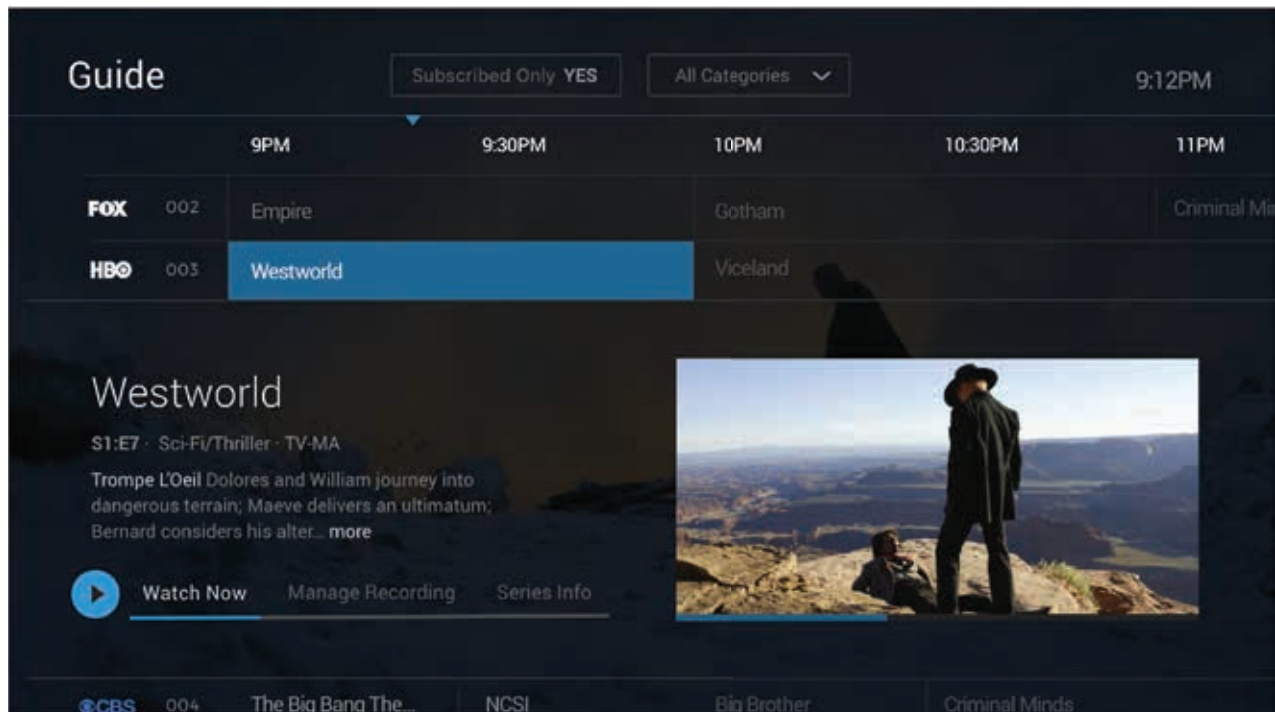 Guide
Subscribed Only YES
All Categories
9:12PM
9PM 9:30PM 10PM 10:30PM 11PM
FOX 002 Empire Gotham Criminal Mi
HBO 003 Westworld Viceland
Westworld
S1:E7 · Sci-Fi/Thriller · TV-MA
Trompe L'Oeil Dolores and William journey into
dangerous terrain; Maeve delivers an ultimatum;
Bernard considers his alter... more
Watch Now Manage Recording Series Info
CBS 004 The Big Bang The... NCSI Big Brother Criminal Minds